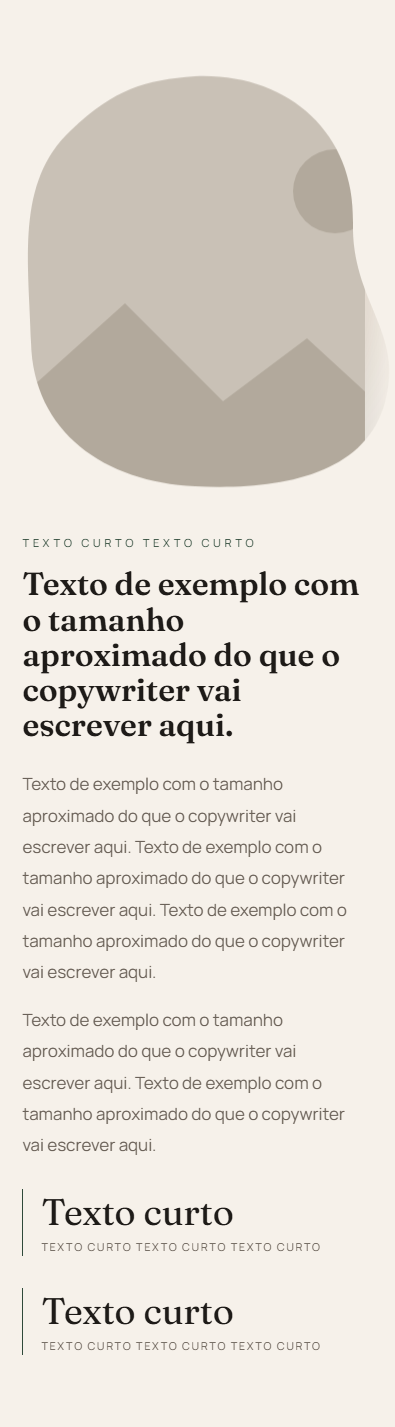 TEXTO CURTO TEXTO CURTO
Texto de exemplo com
o tamanho
aproximado do que o
copywriter vai
escrever aqui.
Texto de exemplo com o tamanho
aproximado do que o copywriter vai
escrever aqui. Texto de exemplo com o
tamanho aproximado do que o copywriter
vai escrever aqui. Texto de exemplo com o
tamanho aproximado do que o copywriter
vai escrever aqui.
Texto de exemplo com o tamanho
aproximado do que o copywriter vai
escrever aqui. Texto de exemplo com o
tamanho aproximado do que o copywriter
vai escrever aqui.
Texto curto
TEXTO CURTO TEXTO CURTO TEXTO CURTO
Texto curto
TEXTO CURTO TEXTO CURTO TEXTO CURTO